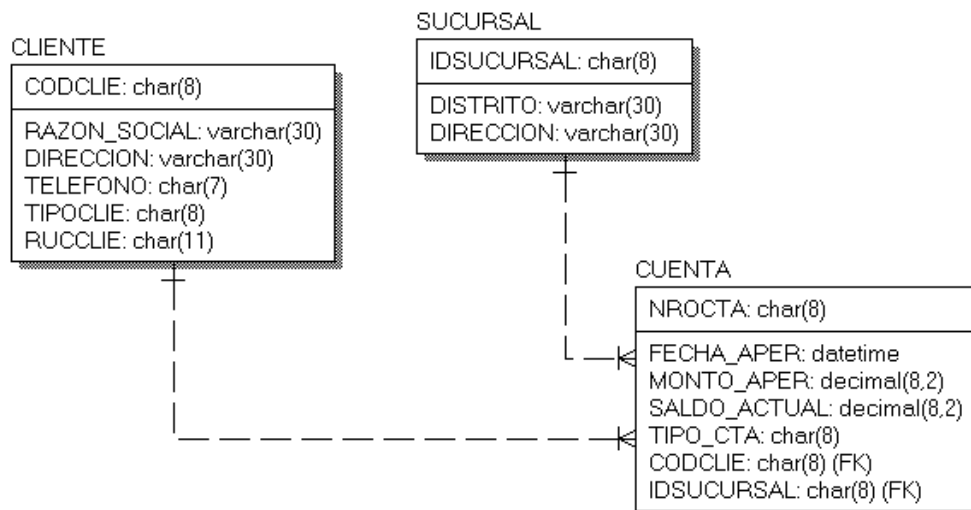 CLIENTE
CODCLIE: char(8)
RAZON_SOCIAL: varchar(30)
DIRECCION: varchar(30)
TELEFONO: char(7)
TIPOCLIE: char(8)
RUCCLIE: char(11)
SUCURSAL
IDSUCURSAL: char(8)
DISTRITO: varchar(30)
DIRECCION: varchar(30)
CUENTA
NROCTA: char(8)
FECHA_APER: datetime
MONTO_APER: decimal(8,2)
SALDO_ACTUAL: decimal(8,2)
TIPO_CTA: char(8)
CODCLIE: char(8) (FK)
IDSUCURSAL: char(8) (FK)